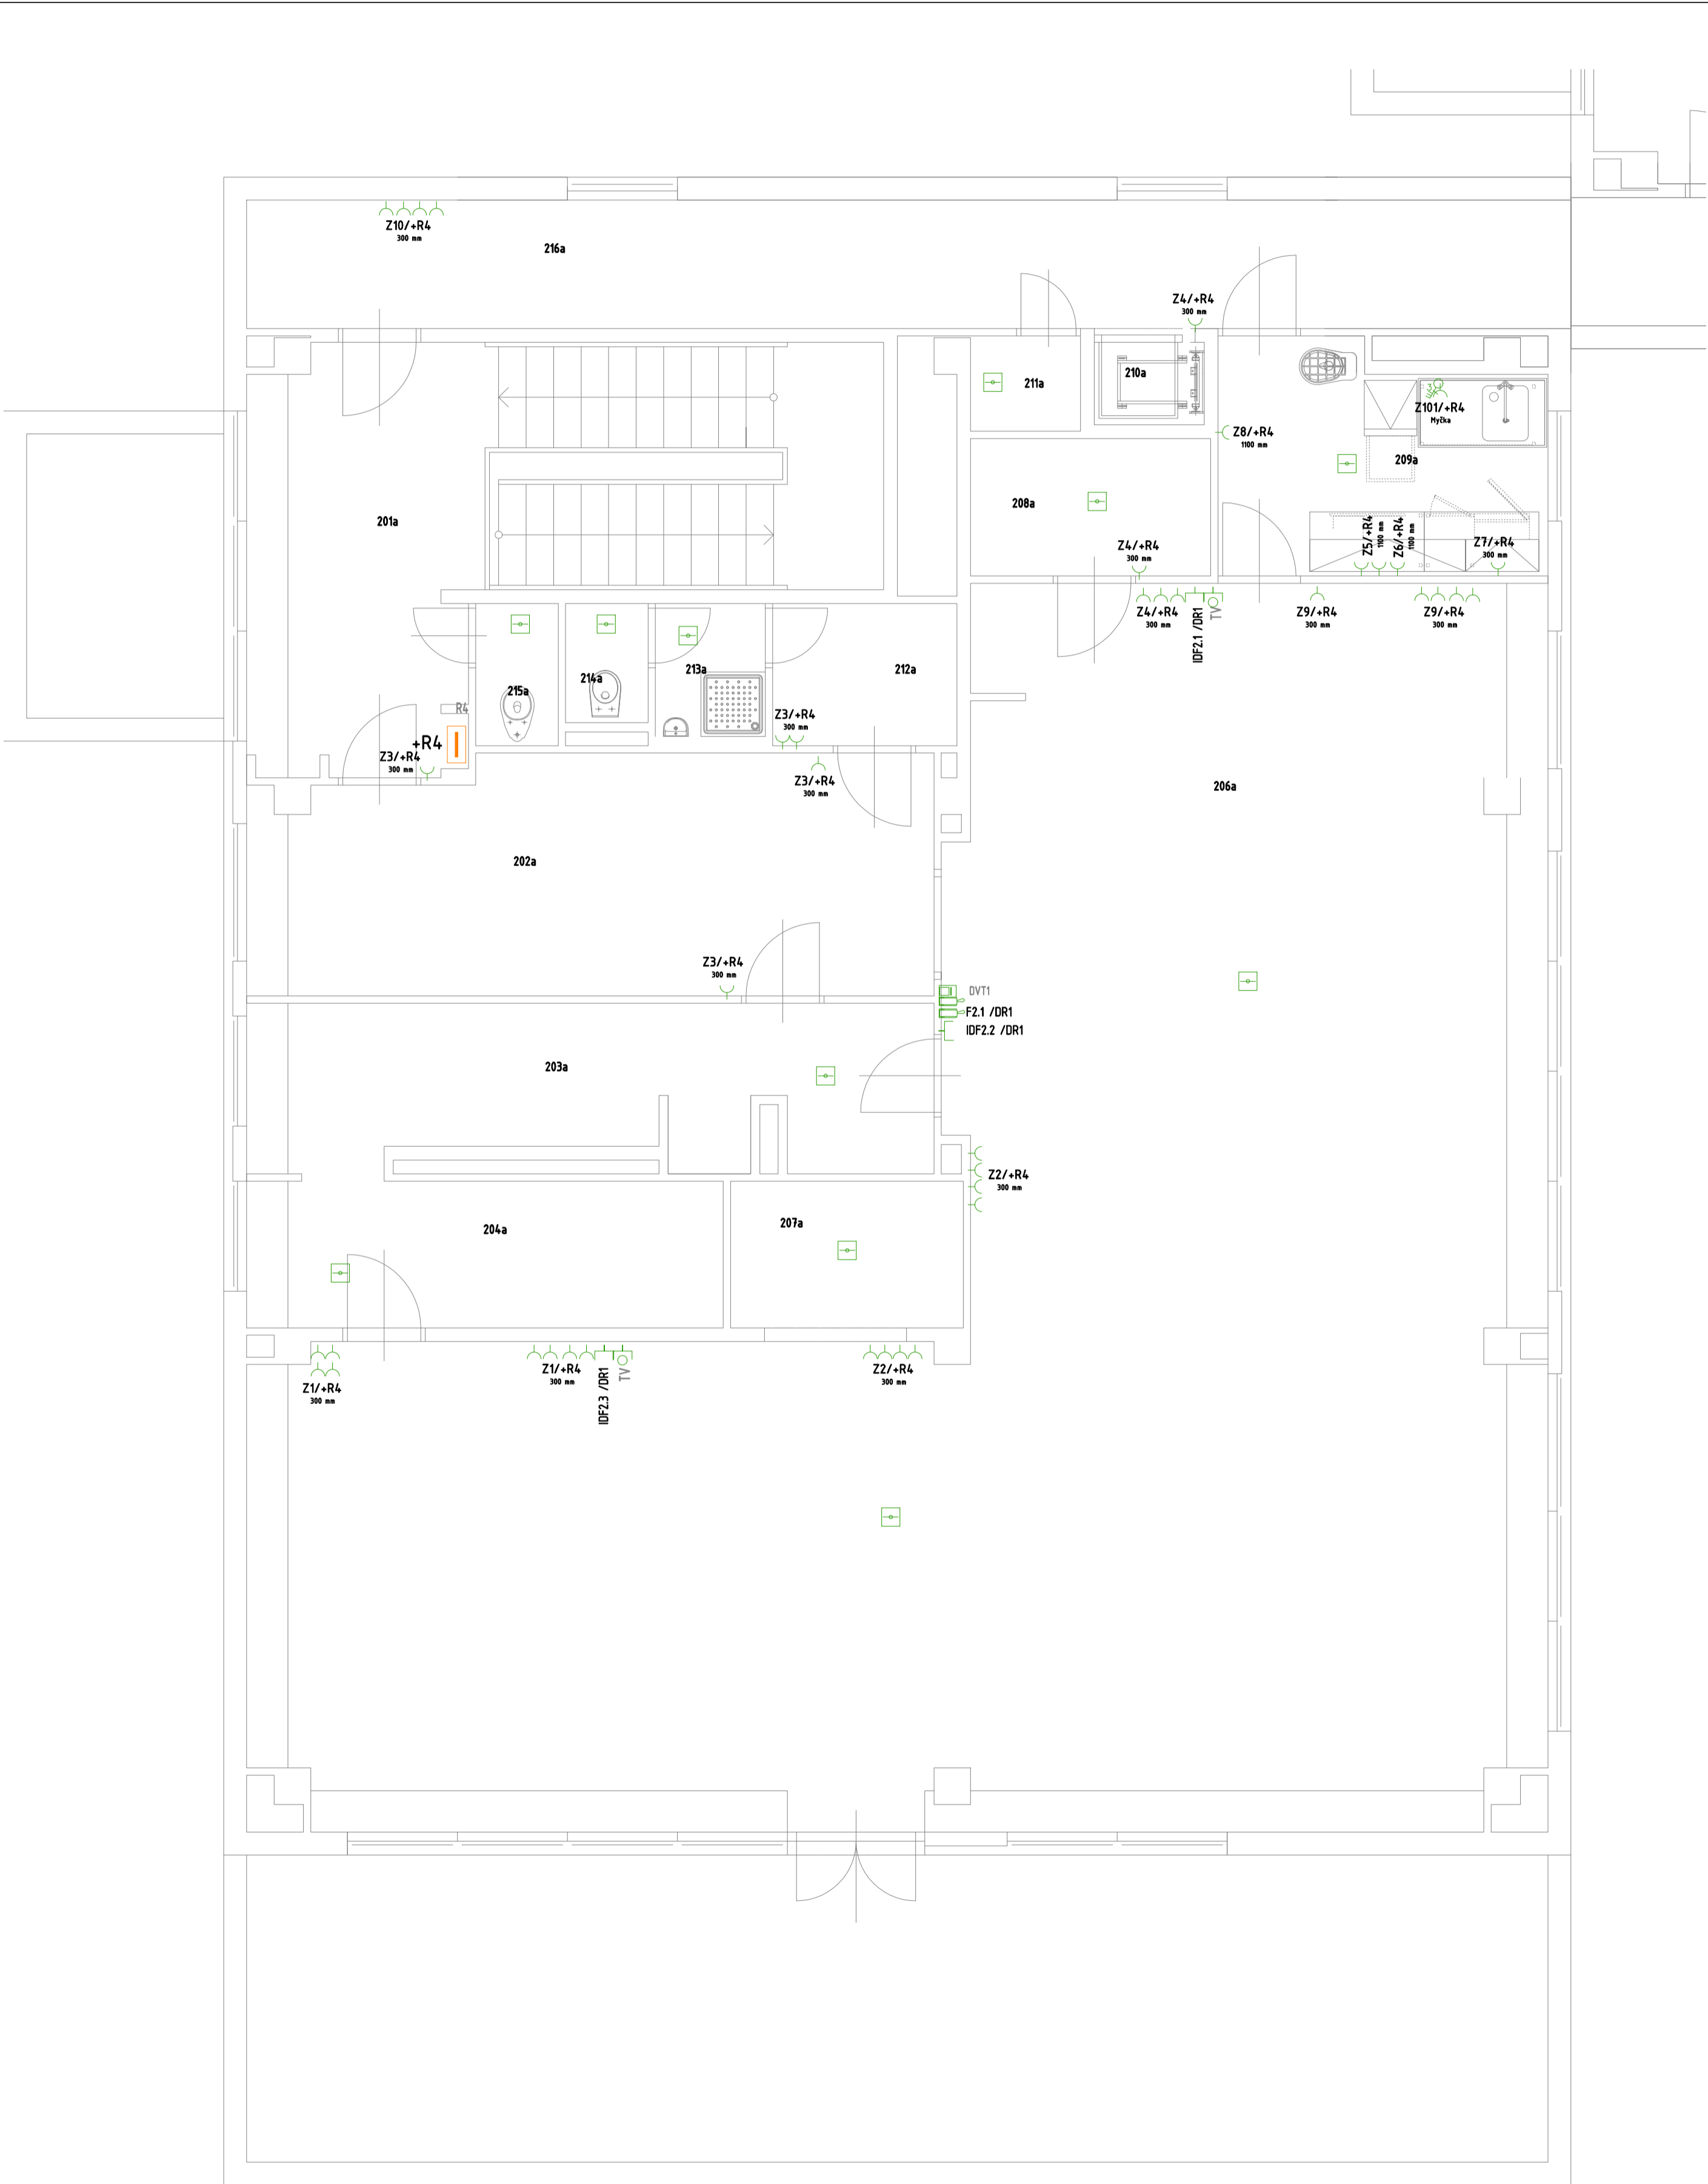 Z10/+R4
300 mm
216a
Z4/+R4
300 mm
211a
210a
Z101/+R4
Myčka
Z8/+R4
1100 mm
209a
201a
208a
Z5/+R4
1100 mm
Z6/+R4
1100 mm
Z7/+R4
300 mm
Z4/+R4
300 mm
Z4/+R4
300 mm
IDF2.1 /DR1
TV
Z9/+R4
300 mm
Z9/+R4
300 mm
213a
212a
214a
215a
R4
Z3/+R4
300 mm
+R4
Z3/+R4
300 mm
Z3/+R4
300 mm
206a
202a
Z3/+R4
300 mm
DVT1
F2.1 /DR1
IDF2.2 /DR1
203a
Z2/+R4
300 mm
207a
204a
Z1/+R4
300 mm
Z1/+R4
300 mm
IDF2.3 /DR1
TV
Z2/+R4
300 mm